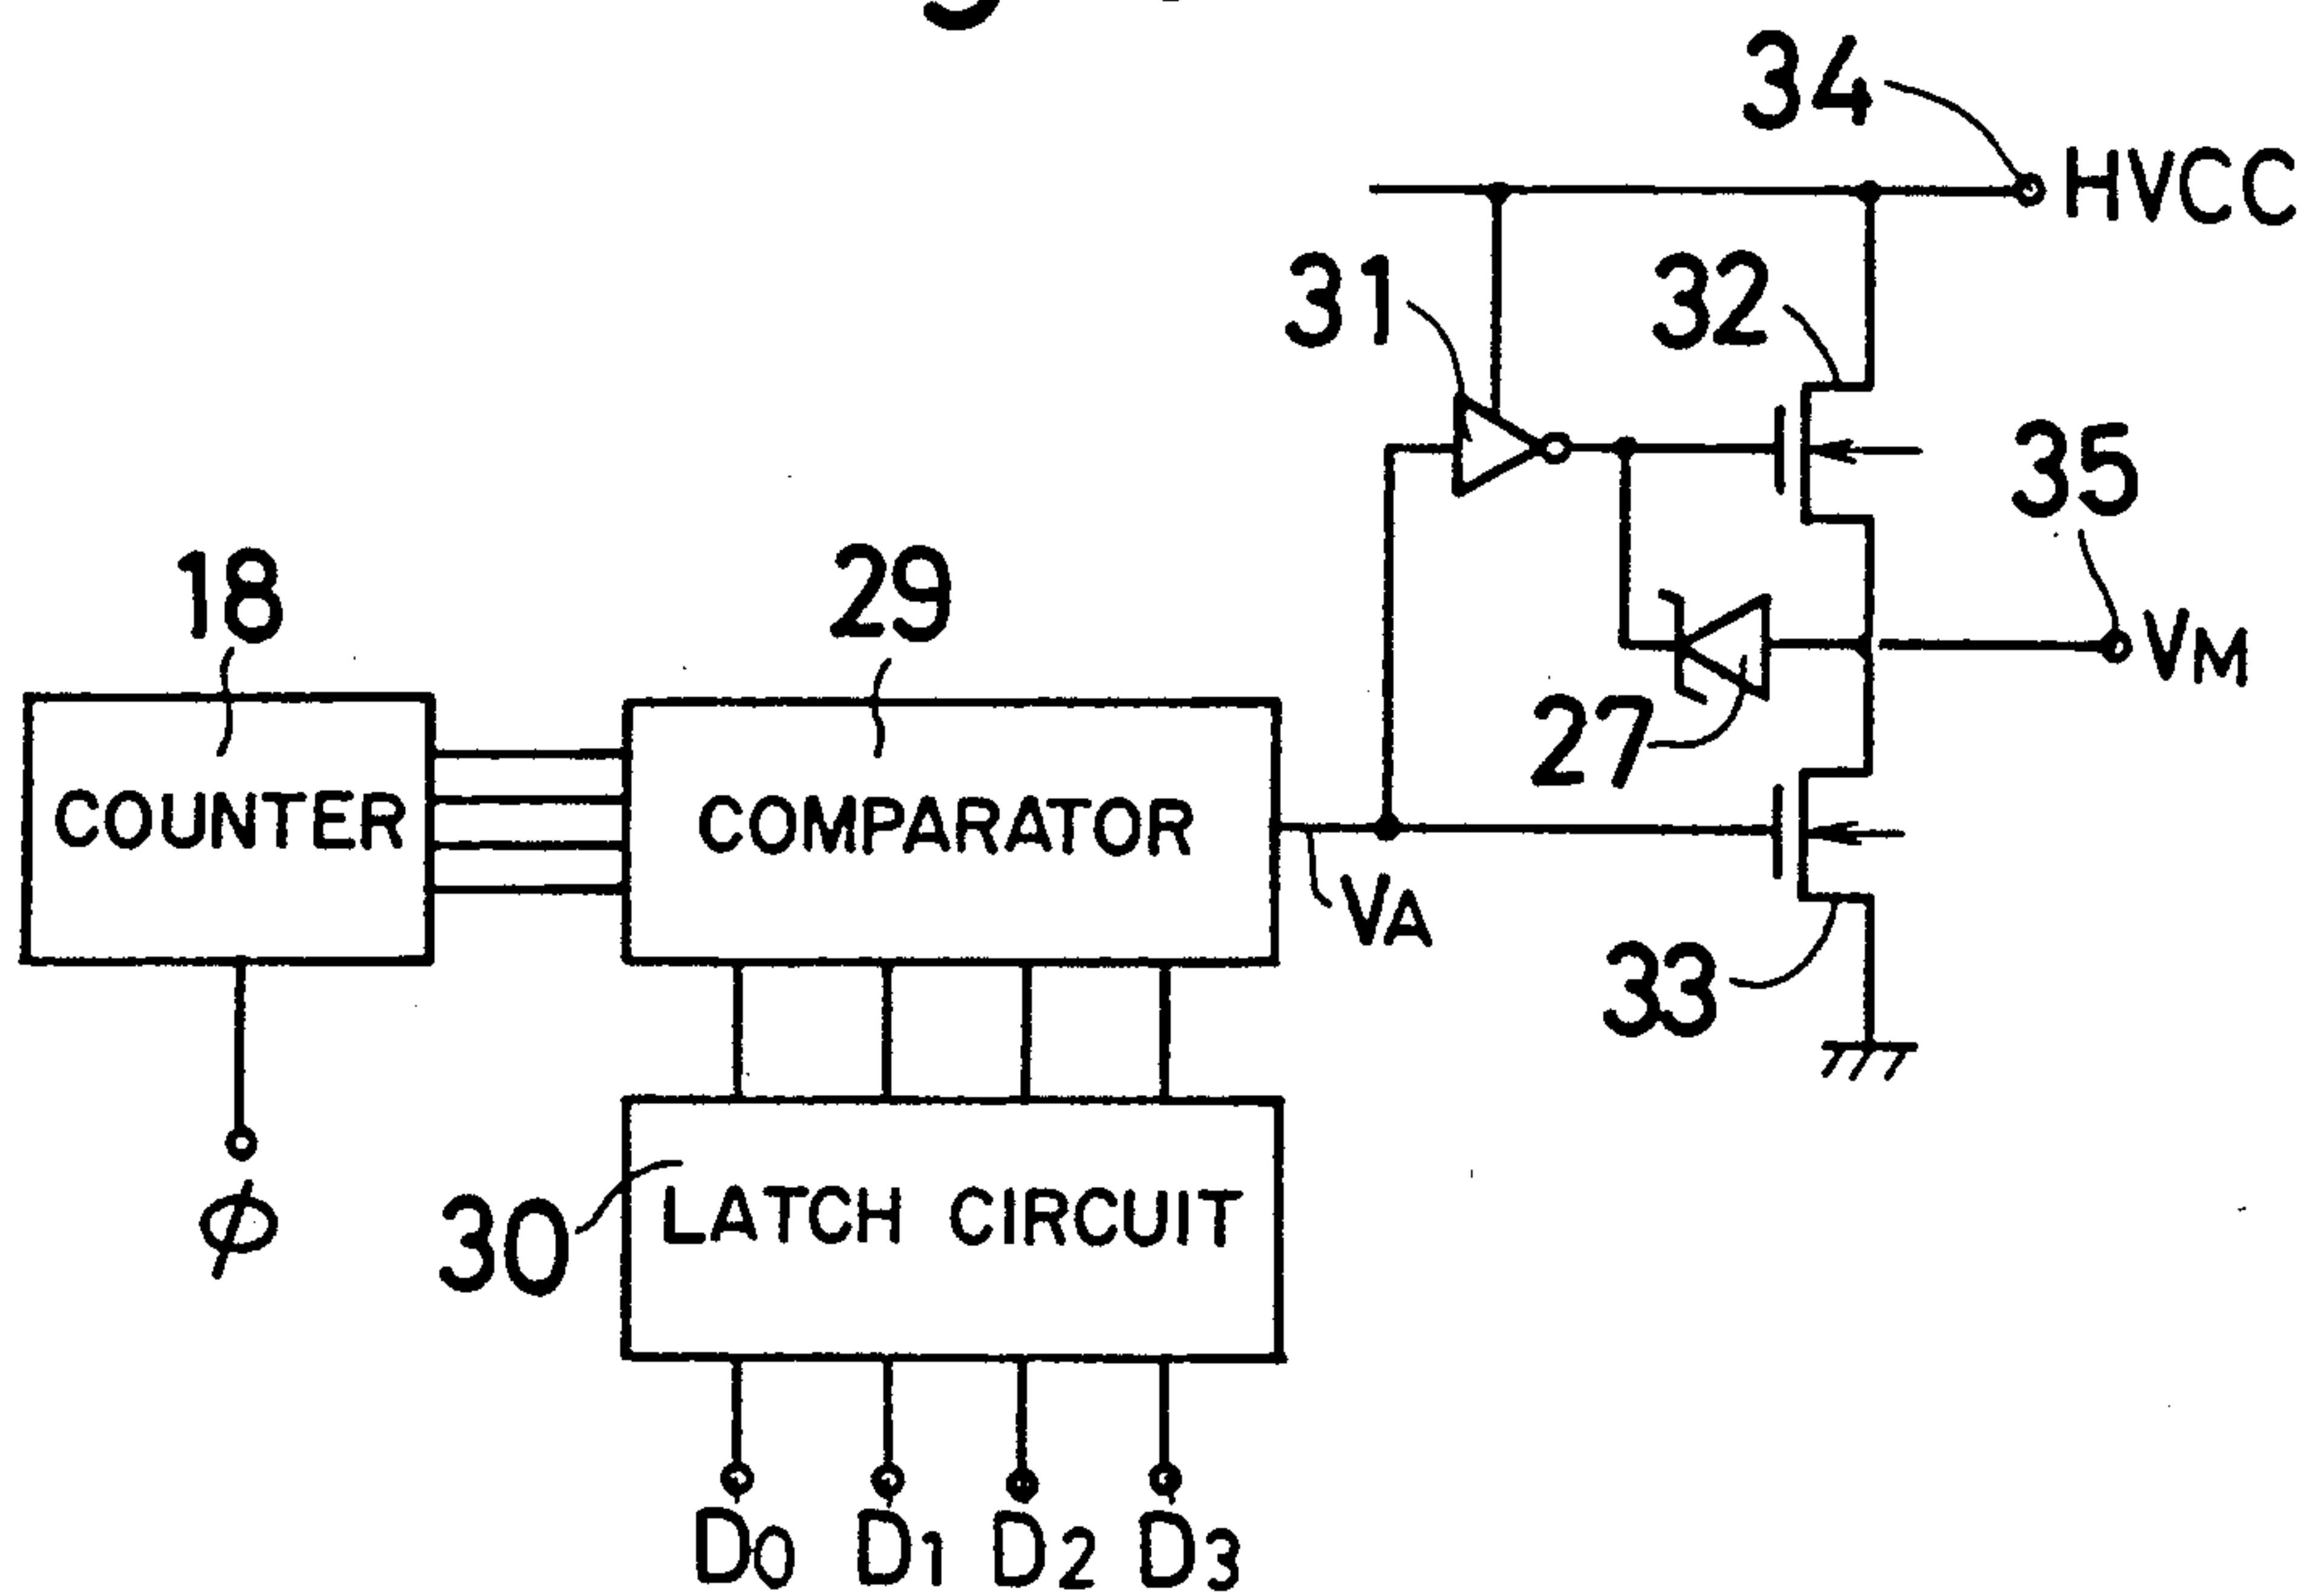 34
HVCC
31
32
35
18
29
VM
27
COUNTER
COMPARATOR
VA
33
30
LATCH CIRCUIT
ϕ
D0 D1 D2 D3